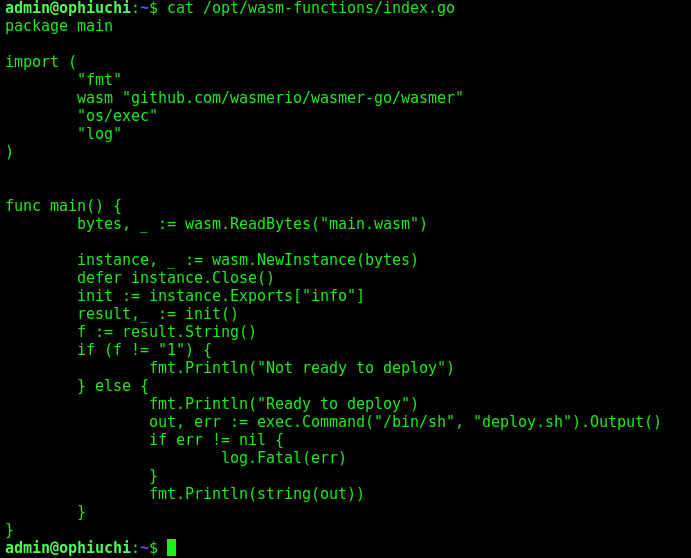 admin@ophiuchi:~$ cat /opt/wasm-functions/index.go
package main

import (
        "fmt"
        wasm "github.com/wasmerio/wasmer-go/wasmer"
        "os/exec"
        "log"
)


func main() {
        bytes, _ := wasm.ReadBytes("main.wasm")

        instance, _ := wasm.NewInstance(bytes)
        defer instance.Close()
        init := instance.Exports["info"]
        result,_ := init()
        f := result.String()
        if (f != "1") {
                fmt.Println("Not ready to deploy")
        } else {
                fmt.Println("Ready to deploy")
                out, err := exec.Command("/bin/sh", "deploy.sh").Output()
                if err != nil {
                        log.Fatal(err)
                }
                fmt.Println(string(out))
        }
}
admin@ophiuchi:~$